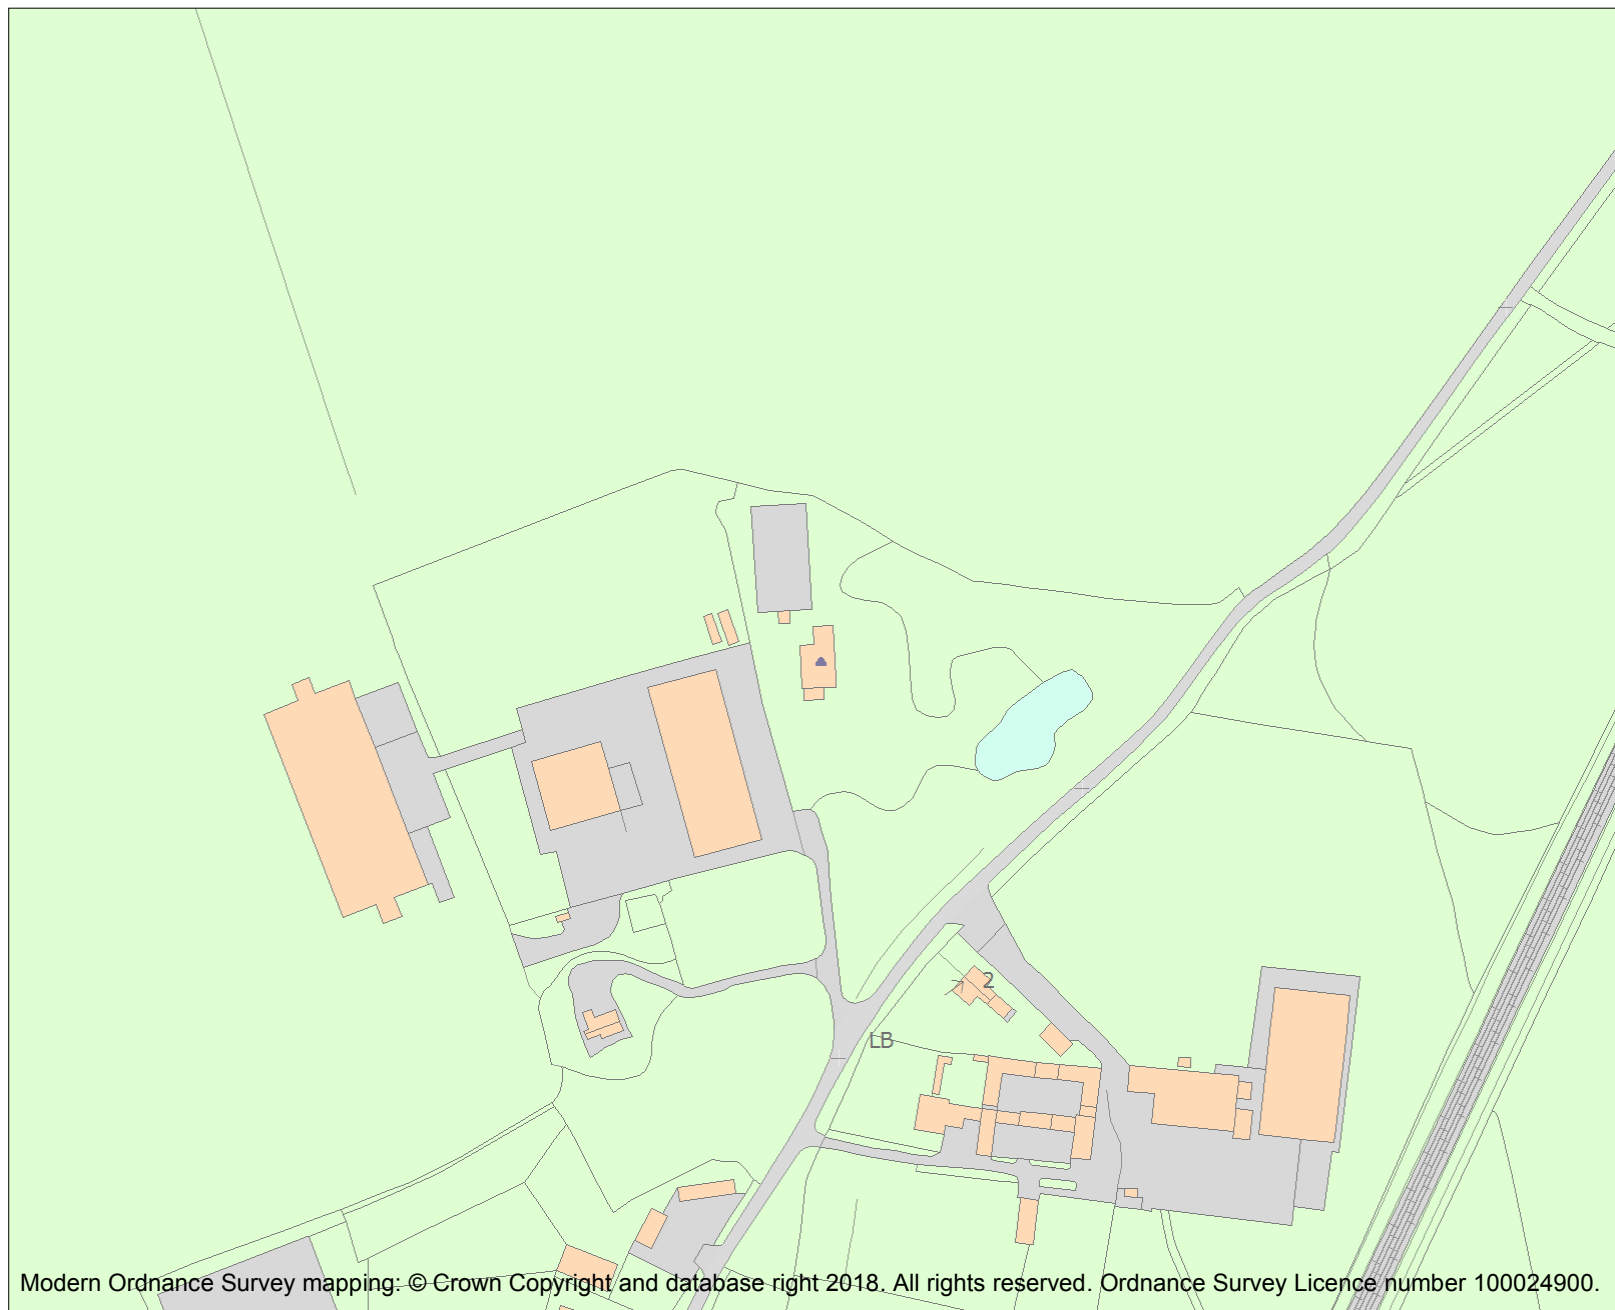 2
LB
Modern Ordnance Survey mapping: © Crown Copyright and database right 2018. All rights reserved. Ordnance Survey Licence number 100024900.